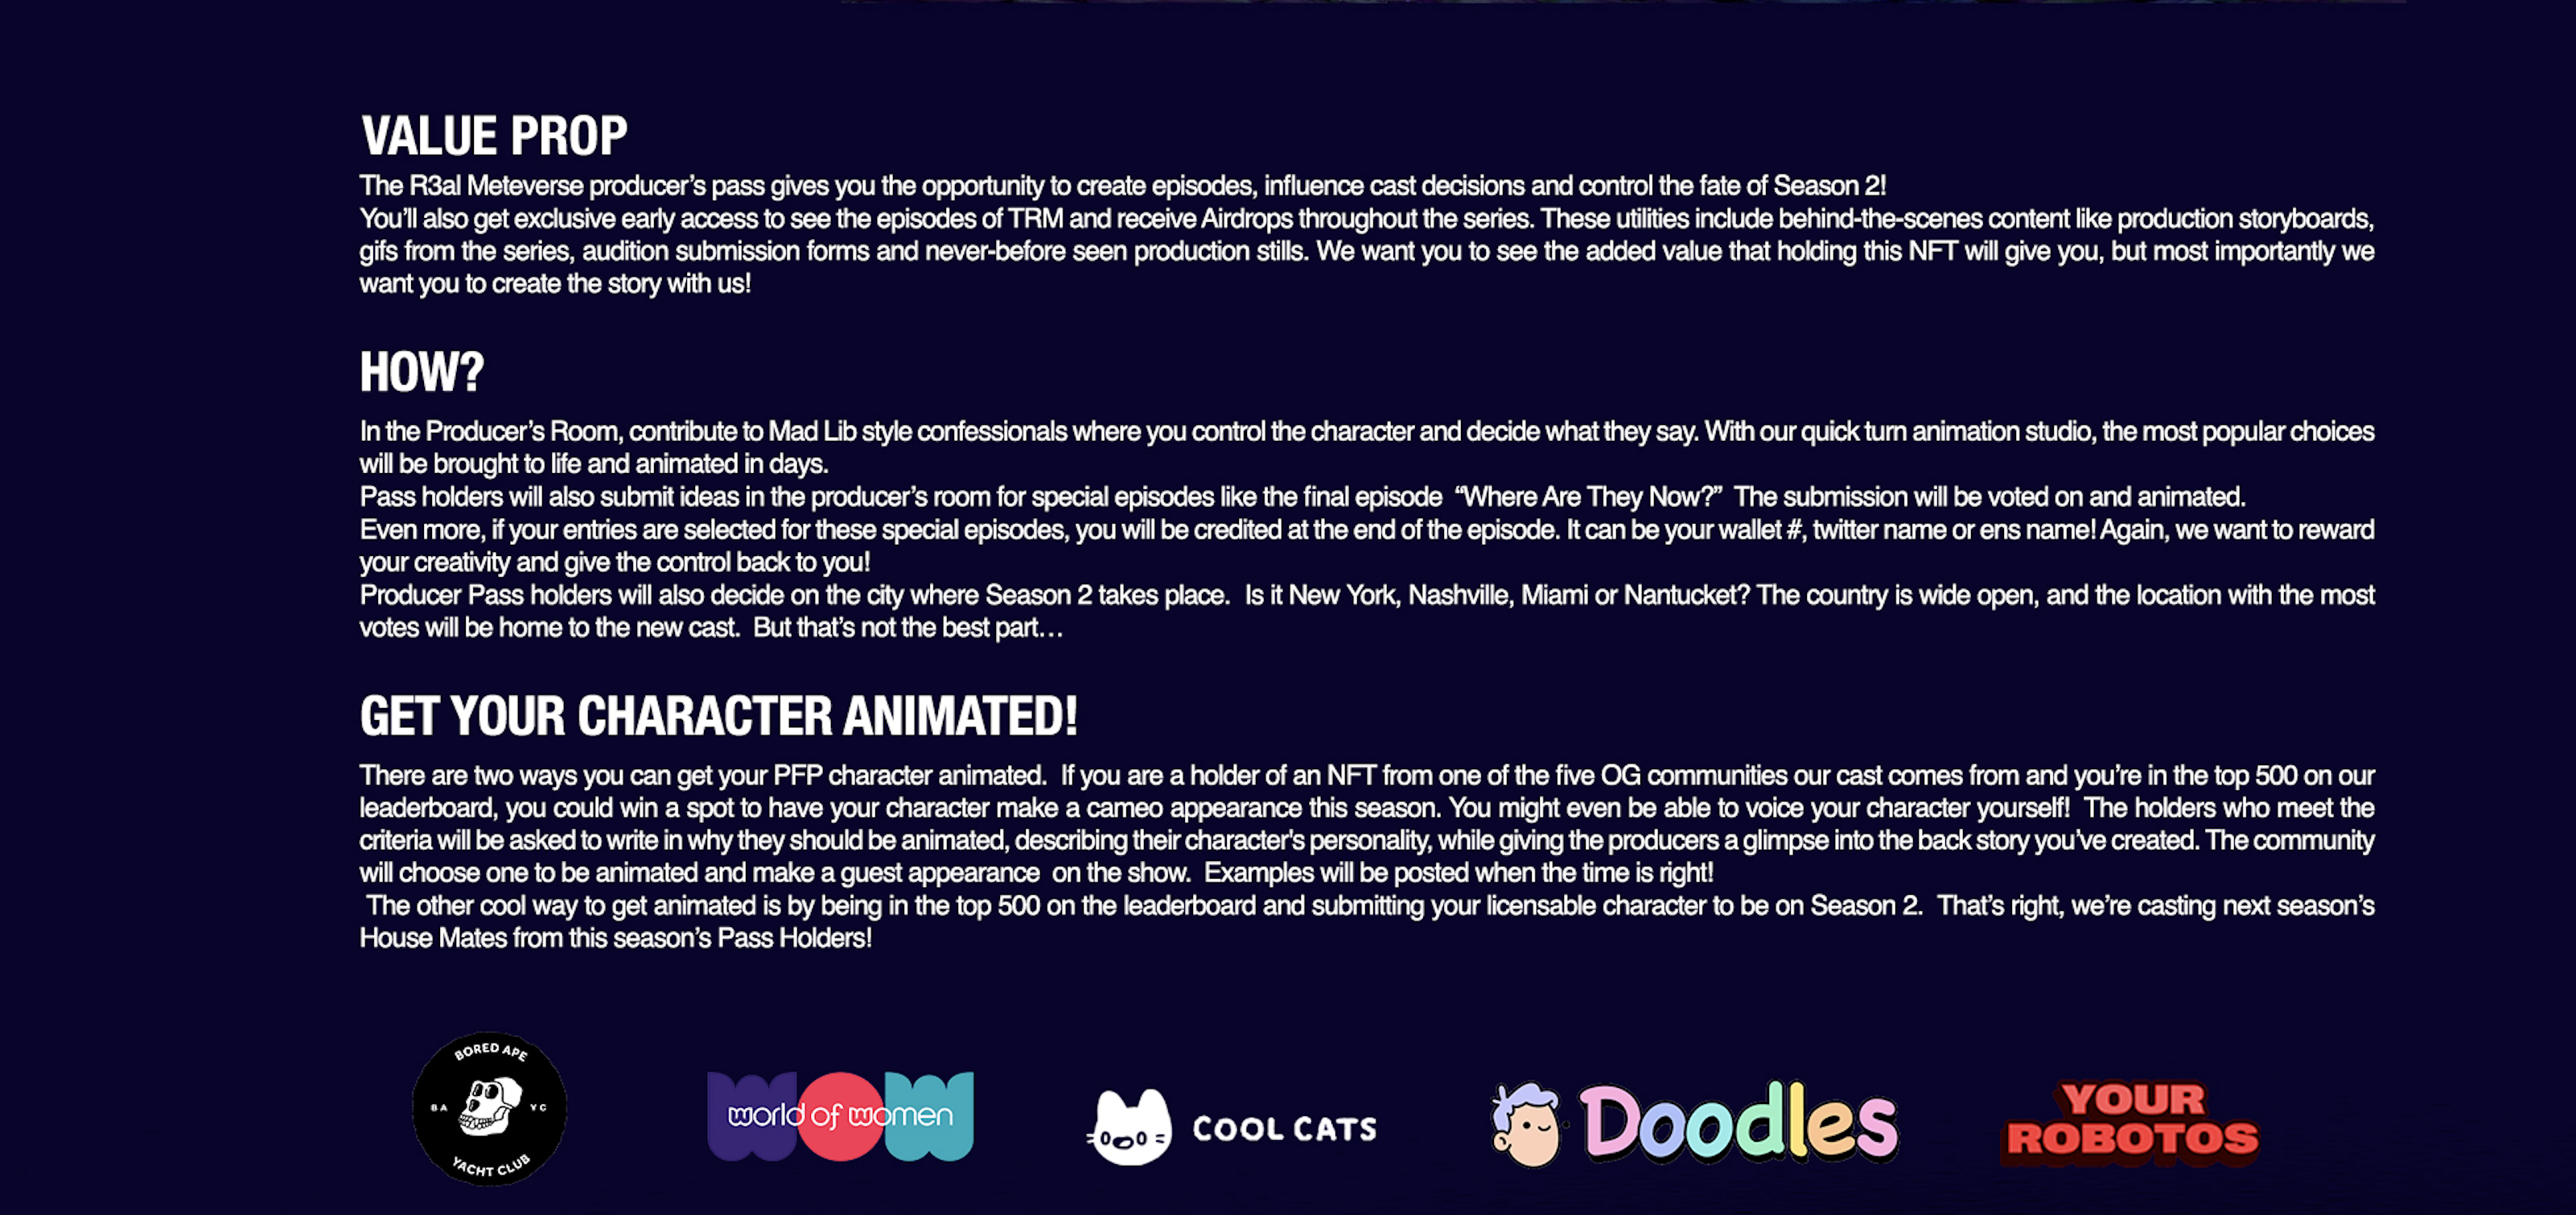 VALUE PROP
The R3al Meteverse producer’s pass gives you the opportunity to create episodes, influence cast decisions and control the fate of Season 2!
You’ll also get exclusive early access to see the episodes of TRM and receive Airdrops throughout the series. These utilities include behind-the-scenes content like production storyboards,
gifs from the series, audition submission forms and never-before seen production stills. We want you to see the added value that holding this NFT will give you, but most importantly we
want you to create the story with us!
HOW?
In the Producer’s Room, contribute to Mad Lib style confessionals where you control the character and decide what they say. With our quick turn animation studio, the most popular choices
will be brought to life and animated in days.
Pass holders will also submit ideas in the producer’s room for special episodes like the final episode “Where Are They Now?” The submission will be voted on and animated.
Even more, if your entries are selected for these special episodes, you will be credited at the end of the episode. It can be your wallet #, twitter name or ens name! Again, we want to reward
your creativity and give the control back to you!
Producer Pass holders will also decide on the city where Season 2 takes place. Is it New York, Nashville, Miami or Nantucket? The country is wide open, and the location with the most
votes will be home to the new cast. But that’s not the best part…
GET YOUR CHARACTER ANIMATED!
There are two ways you can get your PFP character animated. If you are a holder of an NFT from one of the five OG communities our cast comes from and you’re in the top 500 on our
leaderboard, you could win a spot to have your character make a cameo appearance this season. You might even be able to voice your character yourself! The holders who meet the
criteria will be asked to write in why they should be animated, describing their character's personality, while giving the producers a glimpse into the back story you’ve created. The community
will choose one to be animated and make a guest appearance on the show. Examples will be posted when the time is right!
The other cool way to get animated is by being in the top 500 on the leaderboard and submitting your licensable character to be on Season 2. That’s right, we’re casting next season’s
House Mates from this season’s Pass Holders!
BORED APE
BA YC
YACHT CLUB
world of women
COOL CATS
Doodles
YOUR
ROBOTOS